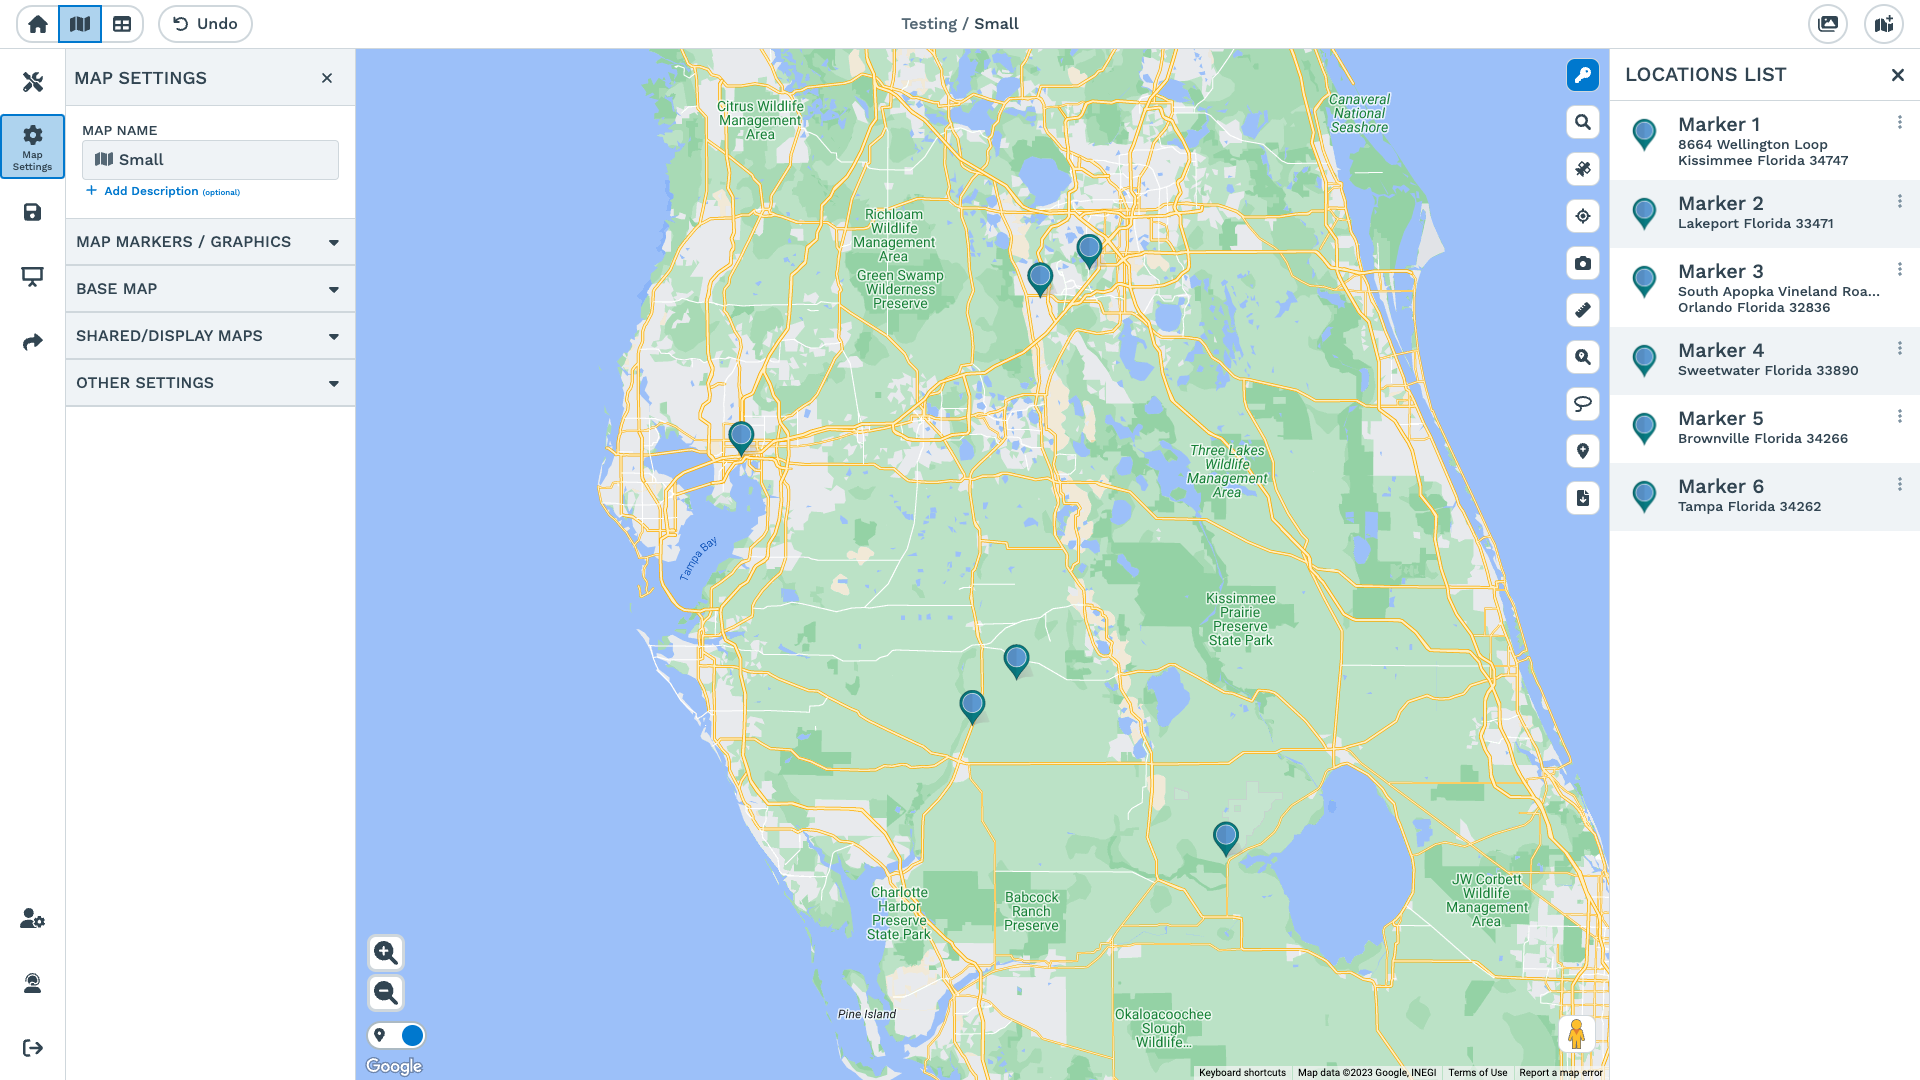 Undo
Testing / Small
Map
Settings
MAP SETTINGS
MAP NAME
Small
Add Description (optional)
MAP MARKERS / GRAPHICS
BASE MAP
SHARED/DISPLAY MAPS
OTHER SETTINGS
Citrus Wildlife
Management
Area
Canaveral
National
Seashore
Richloam
Wildlife
Management
Area
Green Swamp
Wilderness
Preserve
Three Lakes
Wildlife
Management
Area
Tampa Bay
Kissimmee
Prairie
Preserve
State Park
Charlotte
Harbor
Preserve
State Park
Babcock
Ranch
Preserve
JW Corbett
Wildlife
Management
Area
Pine Island
Okaloacoochee
Slough
Wildlife...
Google
Keyboard shortcuts
Map data ©2023 Google, INEGI
Terms of Use
Report a map error
LOCATIONS LIST
Marker 1
8664 Wellington Loop
Kissimmee Florida 34747
Marker 2
Lakeport Florida 33471
Marker 3
South Apopka Vineland Roa...
Orlando Florida 32836
Marker 4
Sweetwater Florida 33890
Marker 5
Brownville Florida 34266
Marker 6
Tampa Florida 34262